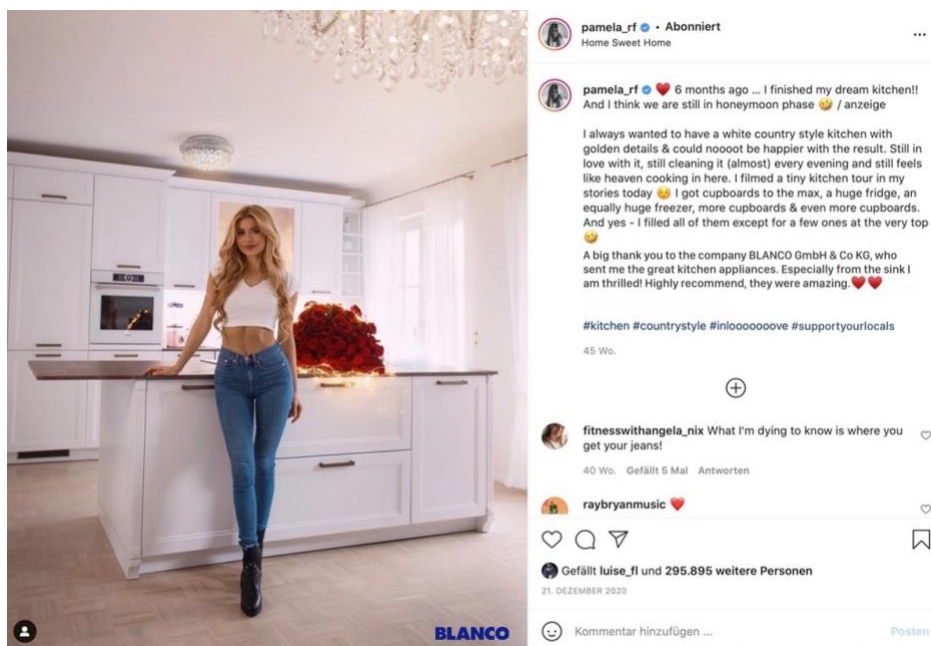 pamela_rf • Abonniert
Home Sweet Home
pamela_rf ❤️ 6 months ago ... I finished my dream kitchen!!
And I think we are still in honeymoon phase 🤣 / anzeige
I always wanted to have a white country style kitchen with
golden details & could noooot be happier with the result. Still in
love with it, still cleaning it (almost) every evening and still feels
like heaven cooking in here. I filmed a tiny kitchen tour in my
stories today ☺️ I got cupboards to the max, a huge fridge, an
equally huge freezer, more cupboards & even more cupboards.
And yes - I filled all of them except for a few ones at the very top
🤣
A big thank you to the company BLANCO GmbH & Co KG, who
sent me the great kitchen appliances. Especially from the sink I
am thrilled! Highly recommend, they were amazing.❤️❤️
#kitchen #countrystyle #inlooooooove #supportyourlocals
45 Wo.
fitnesswithangela_nix What I'm dying to know is where you
get your jeans!
40 Wo. Gefällt 5 Mal Antworten
raybryanmusic ❤️
Gefällt luise_fl und 295.895 weitere Personen
21. DEZEMBER 2020
Kommentar hinzufügen ...
Posten
BLANCO